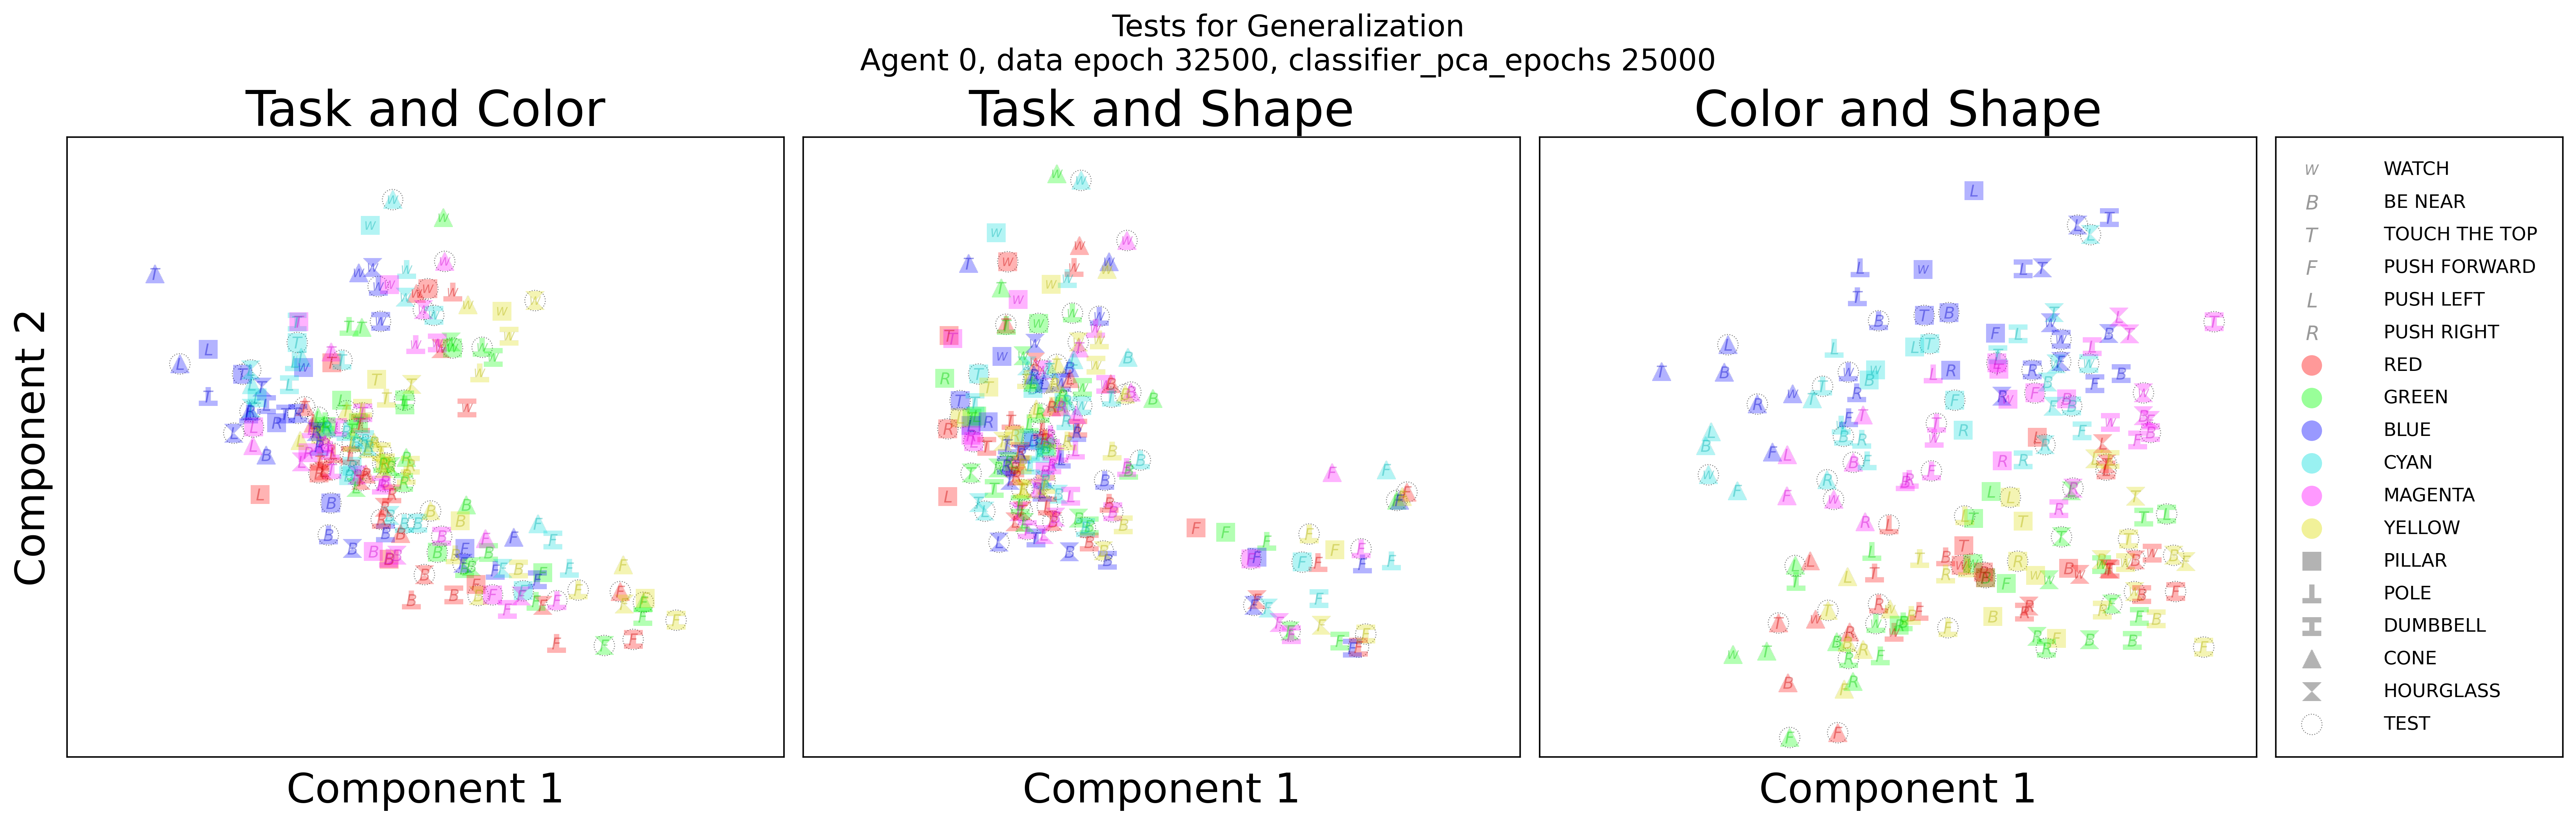 Tests for Generalization
Agent 0, data epoch 32500, classifier_pca_epochs 25000
Task and Color
Task and Shape
Color and Shape
Component 2
Component 1
Component 1
Component 1
W WATCH
B BE NEAR
T TOUCH THE TOP
F PUSH FORWARD
L PUSH LEFT
R PUSH RIGHT
RED
GREEN
BLUE
CYAN
MAGENTA
YELLOW
PILLAR
POLE
DUMBBELL
CONE
HOURGLASS
TEST